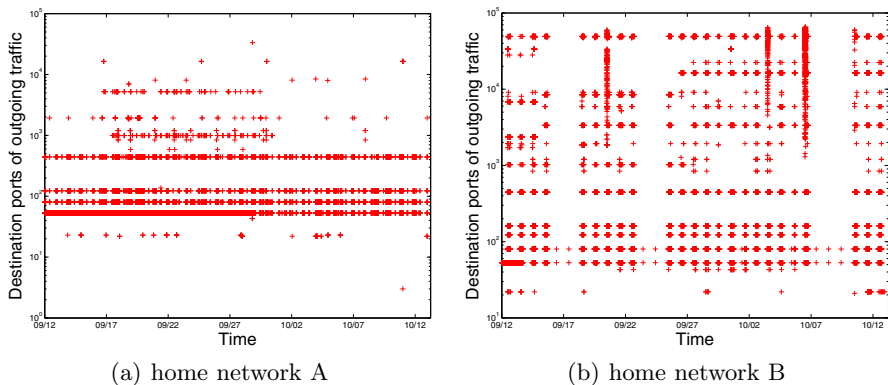 Destination ports of outgoing traffic
10^5
10^4
10^3
10^2
10^1
10^0
09/12 09/17 09/22 09/27 10/02 10/07 10/12
Time
(a) home network A
Destination ports of outgoing traffic
10^5
10^4
10^3
10^2
10^1
10^0
09/12 09/17 09/22 09/27 10/02 10/07 10/12
Time
(b) home network B